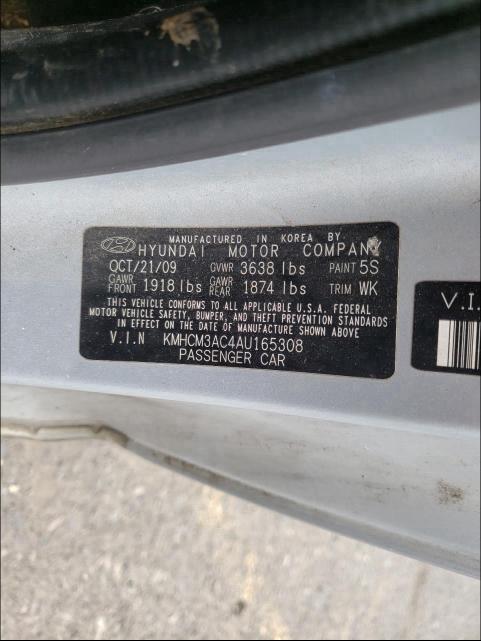 MANUFACTURED IN KOREA BY
HYUNDAI MOTOR COMPANY
OCT/21/09 GVWR 3638 lbs PAINT 5S
GAWR FRONT 1918 lbs GAWR REAR 1874 lbs TRIM WK
THIS VEHICLE CONFORMS TO ALL APPLICABLE U.S.A. FEDERAL
MOTOR VEHICLE SAFETY, BUMPER, AND THEFT PREVENTION STANDARDS
IN EFFECT ON THE DATE OF MANUFACTURE SHOWN ABOVE.
V.I.N KMHCM3AC4AU165308
PASSENGER CAR
V.I.